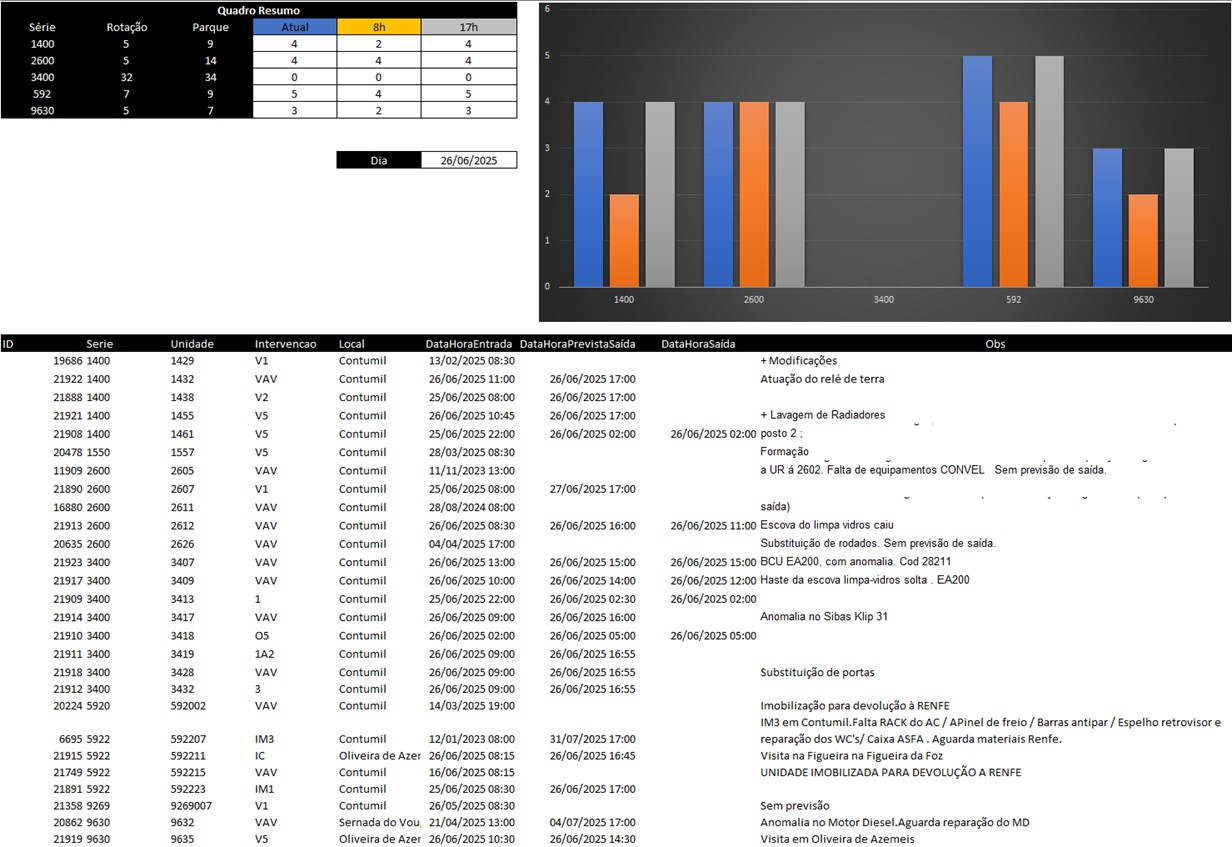 Quadro Resumo
Série Rotação Parque Atual 8h 17h
1400 5 9 4 2 4
2600 5 14 4 4 4
3400 32 34 0 0 0
592 7 9 5 4 5
9630 5 7 3 2 3
Dia 26/06/2025
6
5
4
3
2
1
0
1400 2600 3400 592 9630
ID Serie Unidade Intervencao Local DataHoraEntrada DataHoraPrevistaSaída DataHoraSaída Obs
19686 1400 1429 V1 Contumil 13/02/2025 08:30 + Modificações
21922 1400 1432 VAV Contumil 26/06/2025 11:00 26/06/2025 17:00 Atuação do relé de terra
21888 1400 1438 V2 Contumil 25/06/2025 08:00 26/06/2025 17:00
21921 1400 1455 V5 Contumil 26/06/2025 10:45 26/06/2025 17:00 + Lavagem de Radiadores
21908 1400 1461 V5 Contumil 25/06/2025 22:00 26/06/2025 02:00 26/06/2025 02:00 posto 2 ;
20478 1550 1557 V5 Contumil 28/03/2025 08:30 Formação
11909 2600 2605 VAV Contumil 11/11/2023 13:00 a UR á 2602. Falta de equipamentos CONVEL Sem previsão de saída.
21890 2600 2607 V1 Contumil 25/06/2025 08:00 27/06/2025 17:00
16880 2600 2611 VAV Contumil 28/08/2024 08:00 saída)
21913 2600 2612 VAV Contumil 26/06/2025 08:30 26/06/2025 16:00 26/06/2025 11:00 Escova do limpa vidros caiu
20635 2600 2626 VAV Contumil 04/04/2025 17:00 Substituição de rodados. Sem previsão de saída.
21923 3400 3407 VAV Contumil 26/06/2025 13:00 26/06/2025 15:00 26/06/2025 15:00 BCU EA200, com anomalia. Cod 28211
21917 3400 3409 VAV Contumil 26/06/2025 10:00 26/06/2025 14:00 26/06/2025 12:00 Haste da escova limpa-vidros solta . EA200
21909 3400 3413 1 Contumil 25/06/2025 22:00 26/06/2025 02:30 26/06/2025 02:00
21914 3400 3417 VAV Contumil 26/06/2025 09:00 26/06/2025 16:00 Anomalia no Sibas Klip 31
21910 3400 3418 O5 Contumil 26/06/2025 02:00 26/06/2025 05:00 26/06/2025 05:00
21911 3400 3419 1A2 Contumil 26/06/2025 09:00 26/06/2025 16:55
21918 3400 3428 VAV Contumil 26/06/2025 09:00 26/06/2025 16:55 Substituição de portas
21912 3400 3432 3 Contumil 26/06/2025 09:00 26/06/2025 16:55
20224 5920 592002 VAV Contumil 14/03/2025 19:00 Imobilização para devolução à RENFE
IM3 em Contumil.Falta RACK do AC / APinel de freio / Barras antipar / Espelho retrovisor e
6695 5922 592207 IM3 Contumil 12/01/2023 08:00 31/07/2025 17:00 reparação dos WC's/ Caixa ASFA . Aguarda materiais Renfe.
21915 5922 592211 IC Oliveira de Azer 26/06/2025 08:15 26/06/2025 16:45 Visita na Figueira na Figueira da Foz
21749 5922 592215 VAV Contumil 16/06/2025 08:15 UNIDADE IMOBILIZADA PARA DEVOLUÇÃO A RENFE
21891 5922 592223 IM1 Contumil 25/06/2025 08:30 26/06/2025 17:00
21358 9269 9269007 V1 Contumil 26/05/2025 08:30 Sem previsão
20862 9630 9632 VAV Sernada do Vou 21/04/2025 13:00 04/07/2025 17:00 Anomalia no Motor Diesel.Aguarda reparação do MD
21919 9630 9635 V5 Oliveira de Azer 26/06/2025 10:30 26/06/2025 14:30 Visita em Oliveira de Azemeis